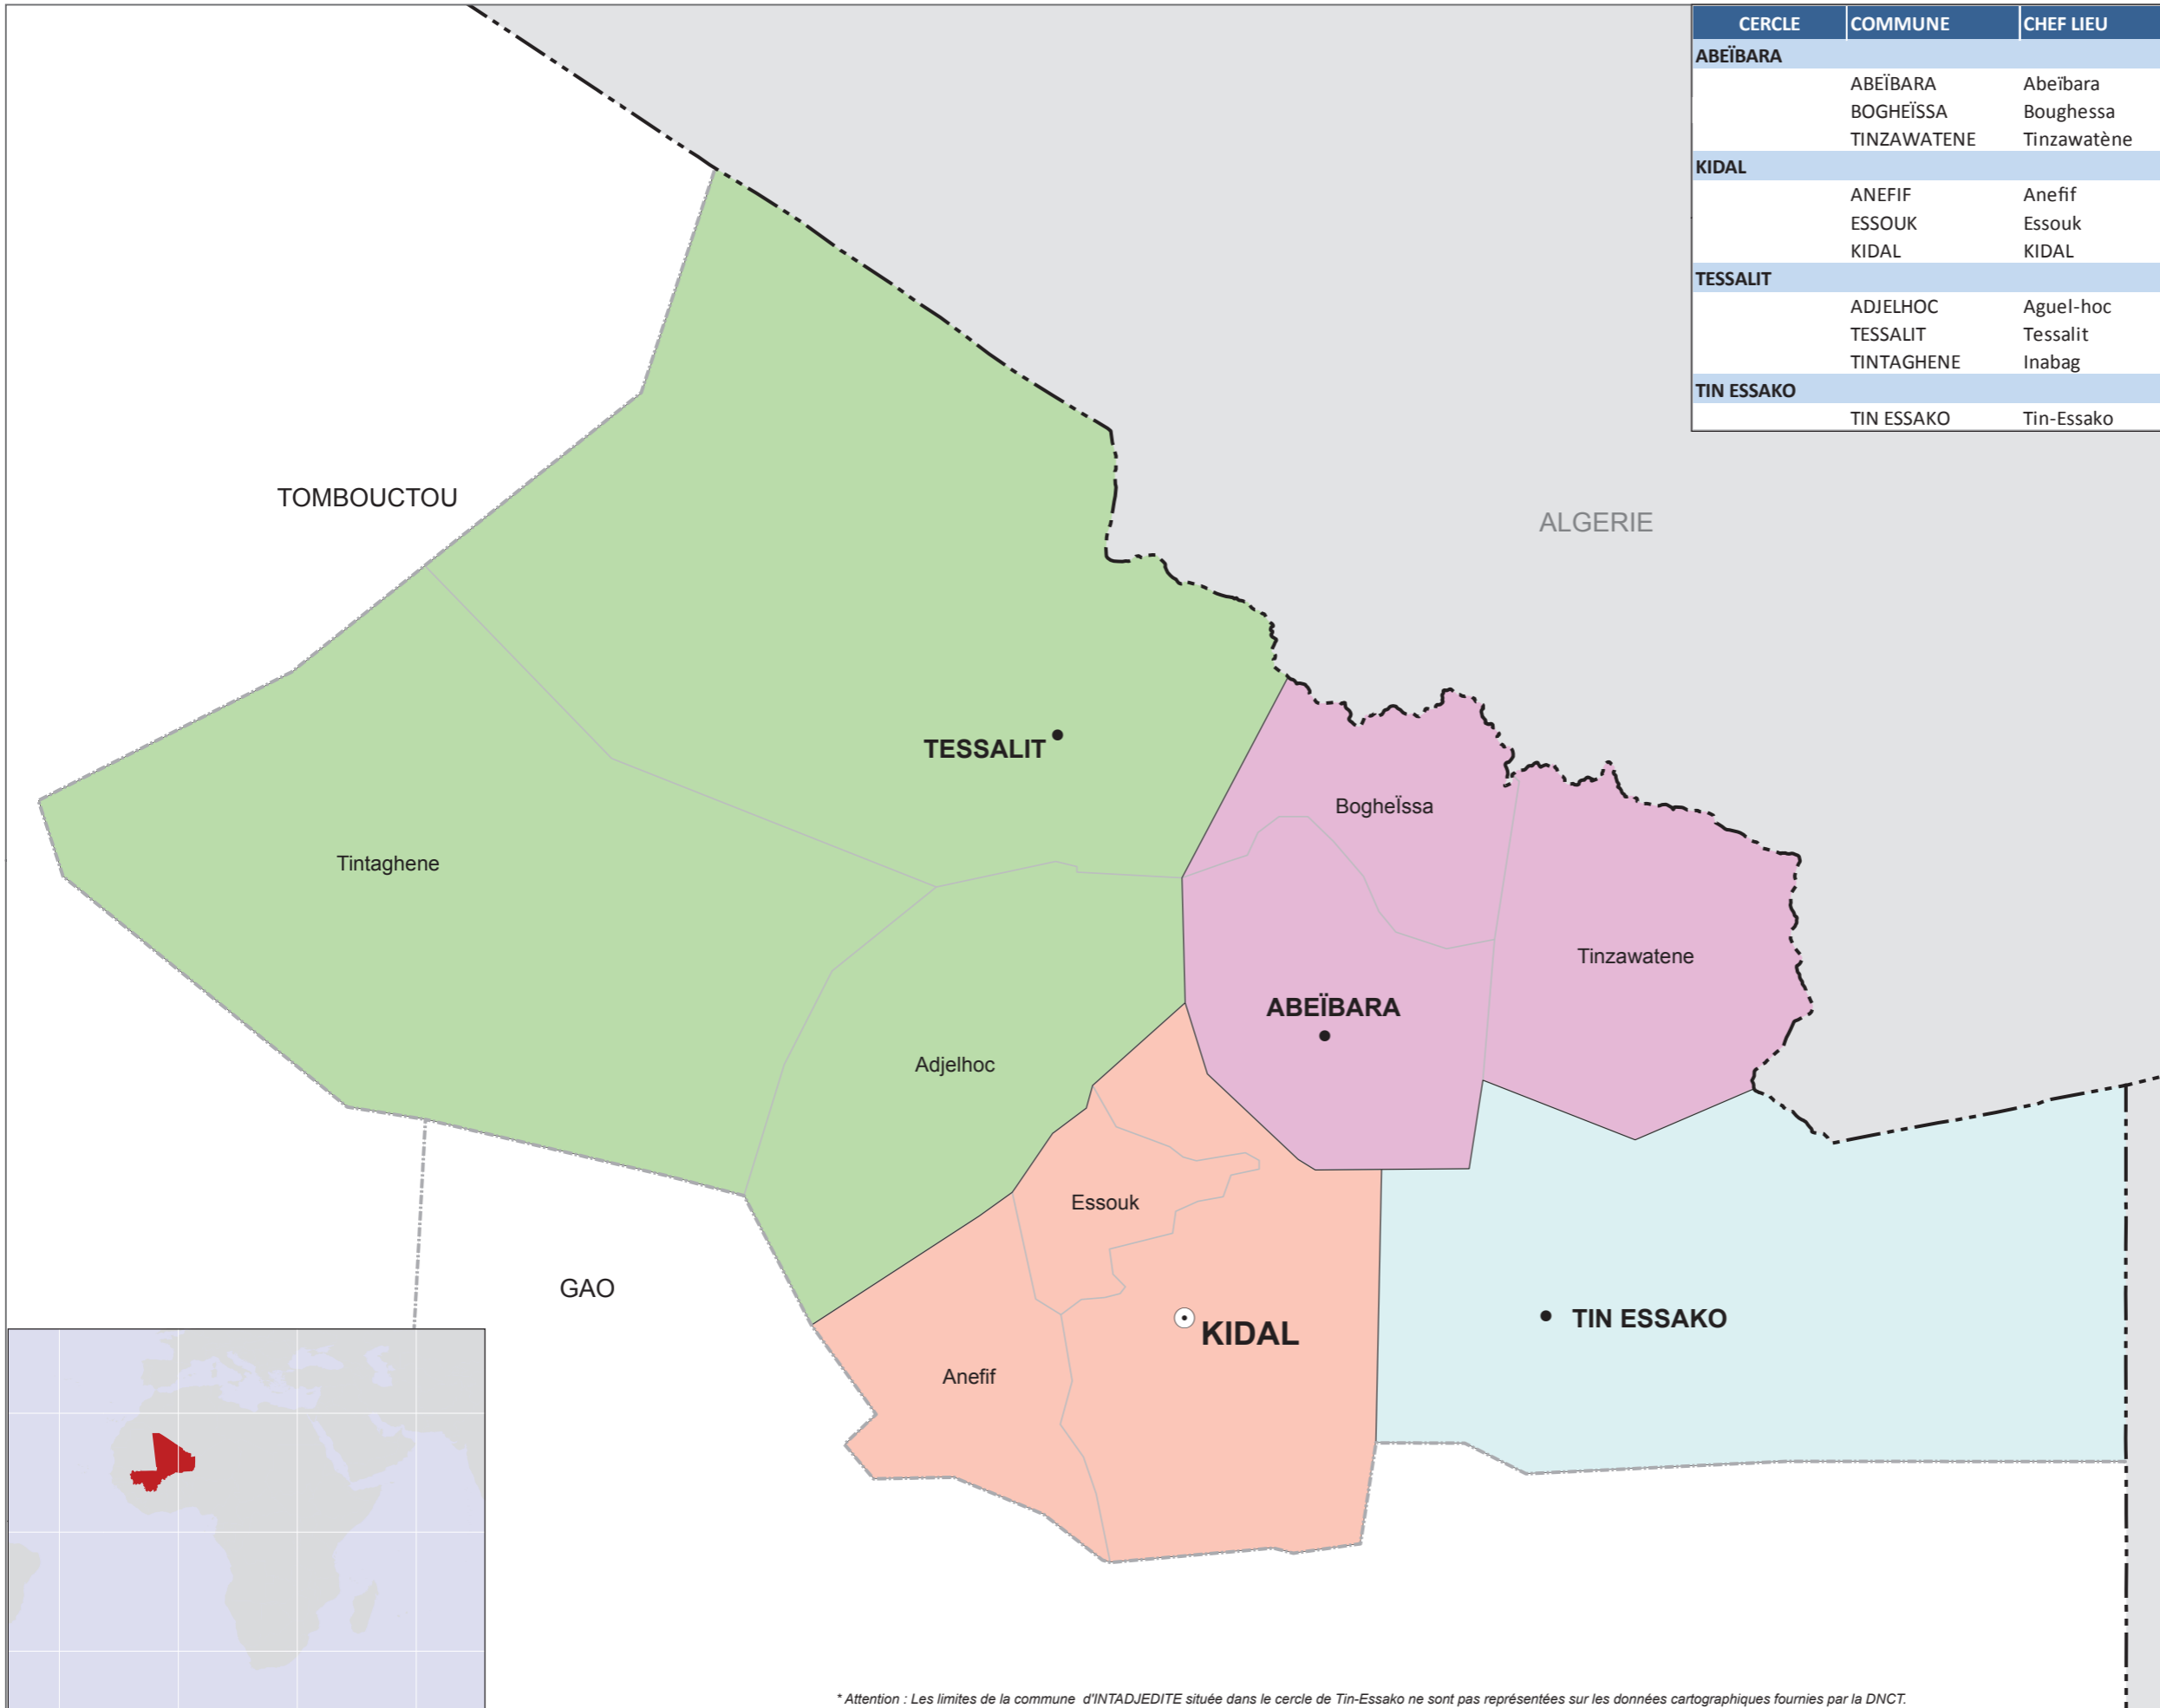 CERCLE COMMUNE CHEF LIEU
ABEÏBARA
ABEÏBARA Abeïbara
BOGHEÏSSA Boughessa
TINZAWATENE Tinzawatène
KIDAL
ANEFIF Anefif
ESSOUK Essouk
KIDAL KIDAL
TESSALIT
ADJELHOC Aguel-hoc
TESSALIT Tessalit
TINTAGHENE Inabag
TIN ESSAKO
TIN ESSAKO Tin-Essako
TOMBOUCTOU
ALGERIE
TESSALIT
BogheÏssa
Tintaghene
Tinzawatene
ABEÏBARA
Adjelhoc
Essouk
GAO
KIDAL
TIN ESSAKO
Anefif
* Attention : Les limites de la commune d'INTADJEDITE située dans le cercle de Tin-Essako ne sont pas représentées sur les données cartographiques fournies par la DNCT.